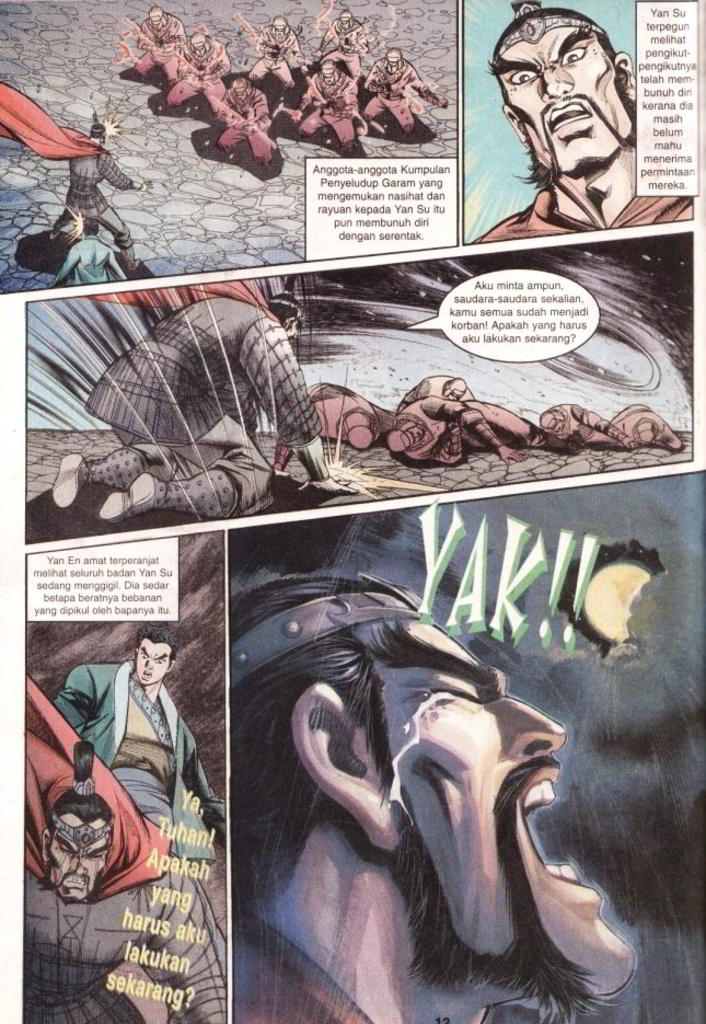 Anggota-anggota Kumpulan
Penyeludup Garam yang
mengemukan nasihat dan
rayuan kepada Yan Su itu
pun membunuh diri
dengan serentak.
Yan Su
terpegun
melihat
pengikut-
pengikutnya
telah mem-
bunuh diri
kerana dia
masih
belum
mahu
menerima
permintaan
mereka.
Aku minta ampun,
saudara-saudara sekalian,
kamu semua sudah menjadi
korban! Apakah yang harus
aku lakukan sekarang?
Yan En amat terperanjat
melihat seluruh badan Yan Su
sedang menggigil. Dia sedar
betapa beratnya bebanan
yang dipikul oleh bapanya itu.
Ya,
Tuhan!
Apakah
yang
harus aku
lakukan
sekarang?
YAK!!
12